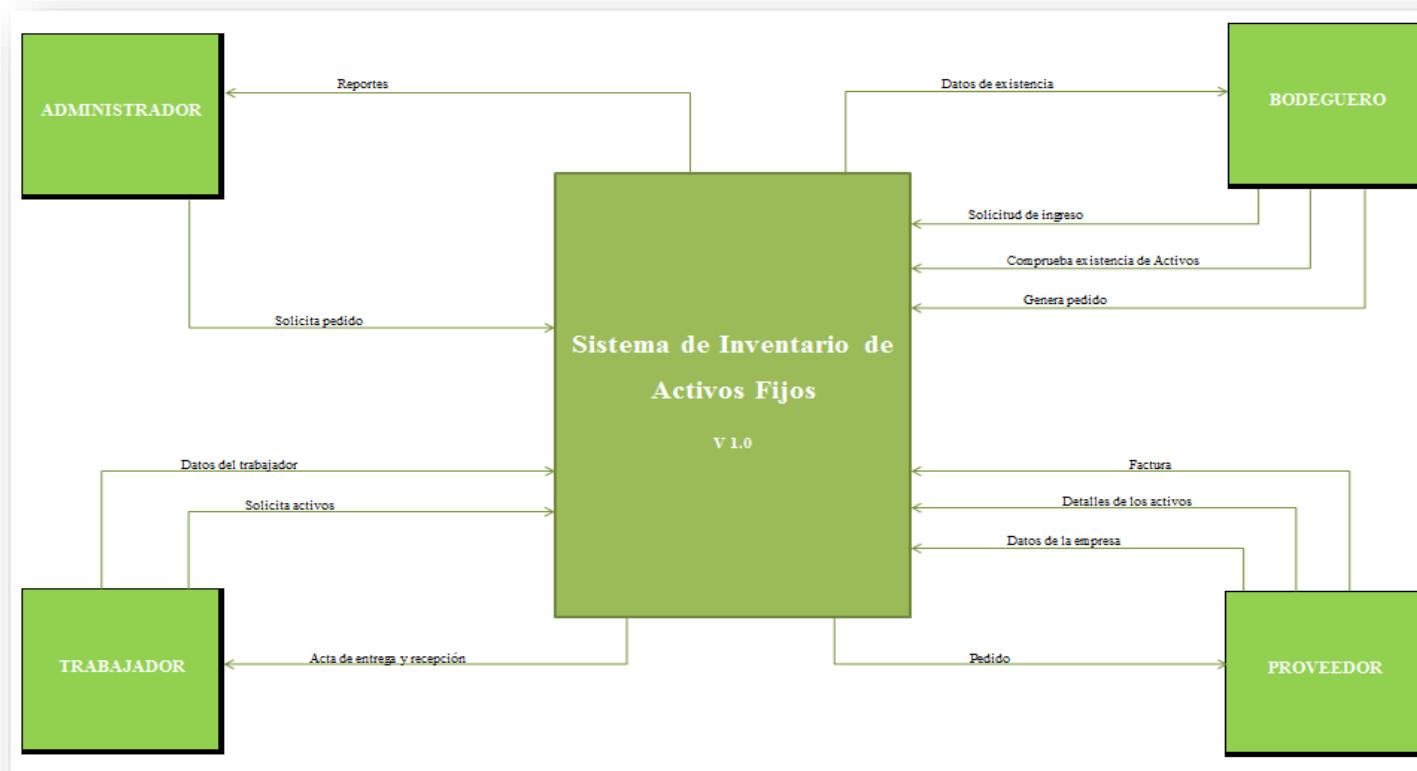 ADMINISTRADOR
Reportes
Datos de existencia
BODEGUERO
Solicitud de ingreso
Comprueba existencia de Activos
Genera pedido
Solicita pedido
Sistema de Inventario de
Activos Fijos
V 1.0
Datos del trabajador
Solicita activos
Factura
Detalles de los activos
Datos de la empresa
TRABAJADOR
Acta de entrega y recepción
Pedido
PROVEEDOR